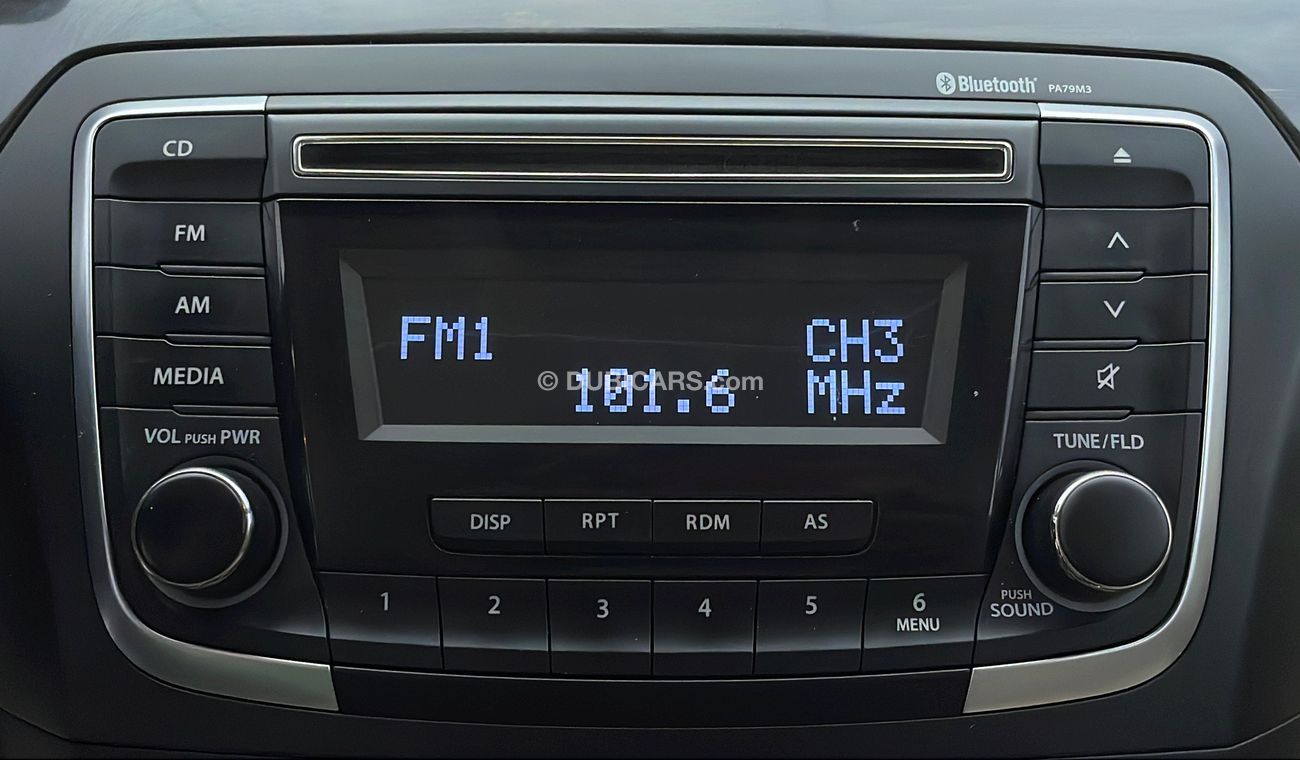 Bluetooth® PA79M3
CD
FM
AM
MEDIA
VOL PUSH PWR
FM1 CH3
101.6 MHz
© DUBICARS.com
TUNE/FLD
DISP RPT RDM AS
1 2 3 4 5 6
MENU
PUSH
SOUND